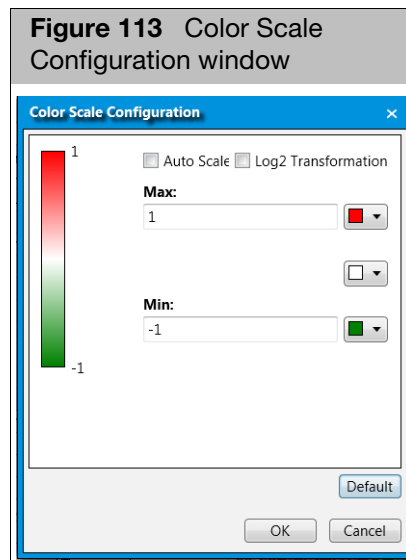 Figure 113 Color Scale
Configuration window
Color Scale Configuration
1
Auto Scale Log2 Transformation
Max:
1
Min:
-1
-1
Default
OK Cancel